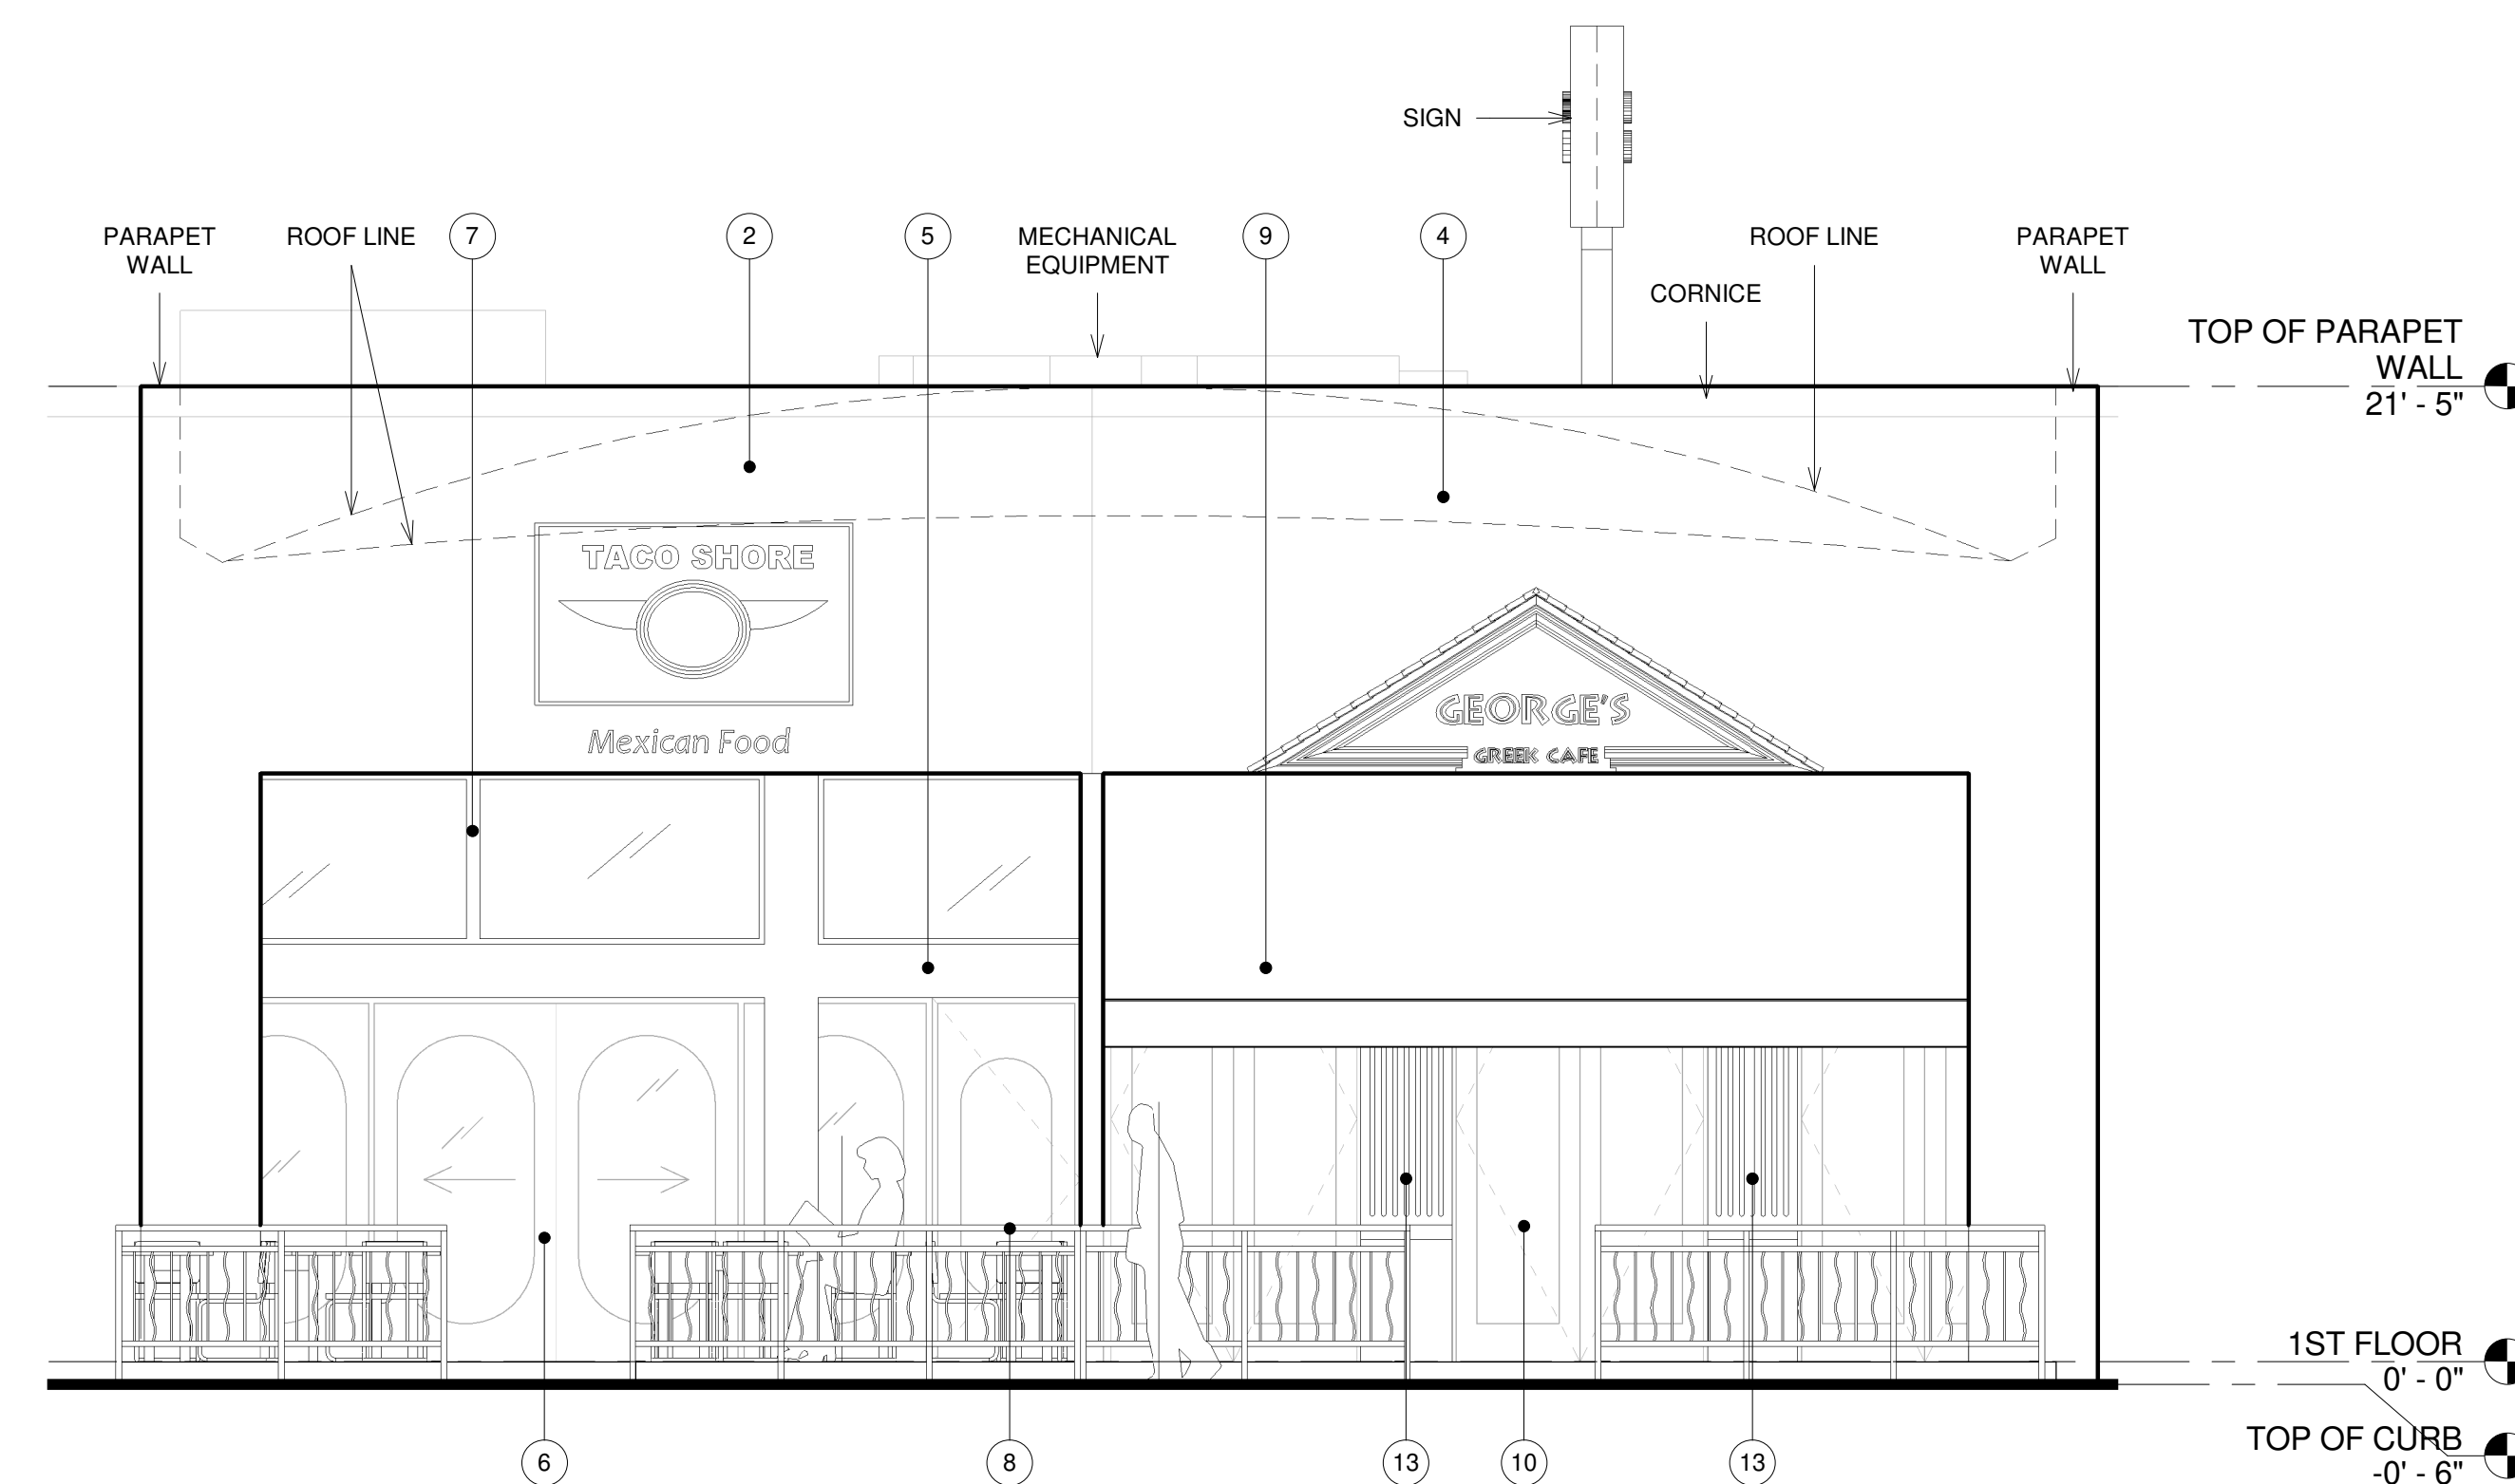 SIGN
PARAPET
WALL
ROOF LINE
7
2
5
MECHANICAL
EQUIPMENT
9
4
ROOF LINE
PARAPET
WALL
CORNICE
TOP OF PARAPET
WALL
21' - 5"
TACO SHORE
Mexican Food
GEORGE'S
GREEK CAFE
1ST FLOOR
0' - 0"
TOP OF CURB
-0' - 6"
6
8
13
10
13